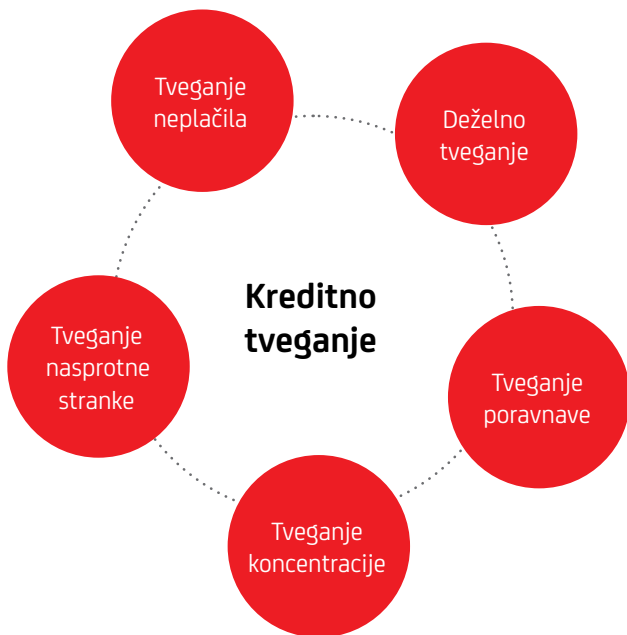 Tveganje
neplačila
Deželno
tveganje
Kreditno
tveganje
Tveganje
nasprotne
stranke
Tveganje
poravnave
Tveganje
koncentracije